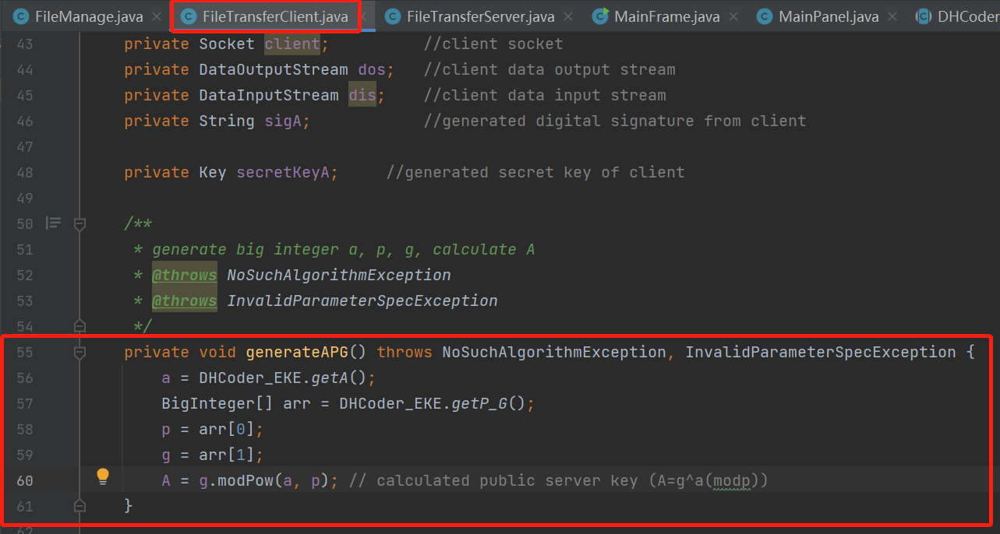 FileManage.java × FileTransferClient.java × FileTransferServer.java × MainFrame.java × MainPanel.java × DHCoder
43 private Socket client; //client socket
44 private DataOutputStream dos; //client data output stream
45 private DataInputStream dis; //client data input stream
46 private String sigA; //generated digital signature from client
47
48 private Key secretKeyA; //generated secret key of client
49
50 /**
51 * generate big integer a, p, g, calculate A
52 * @throws NoSuchAlgorithmException
53 * @throws InvalidParameterSpecException
54 */
55 private void generateAPG() throws NoSuchAlgorithmException, InvalidParameterSpecException {
56 a = DHCoder_EKE.getA();
57 BigInteger[] arr = DHCoder_EKE.getP_G();
58 p = arr[0];
59 g = arr[1];
60 A = g.modPow(a, p); // calculated public server key (A=g^a(modp))
61 }
62